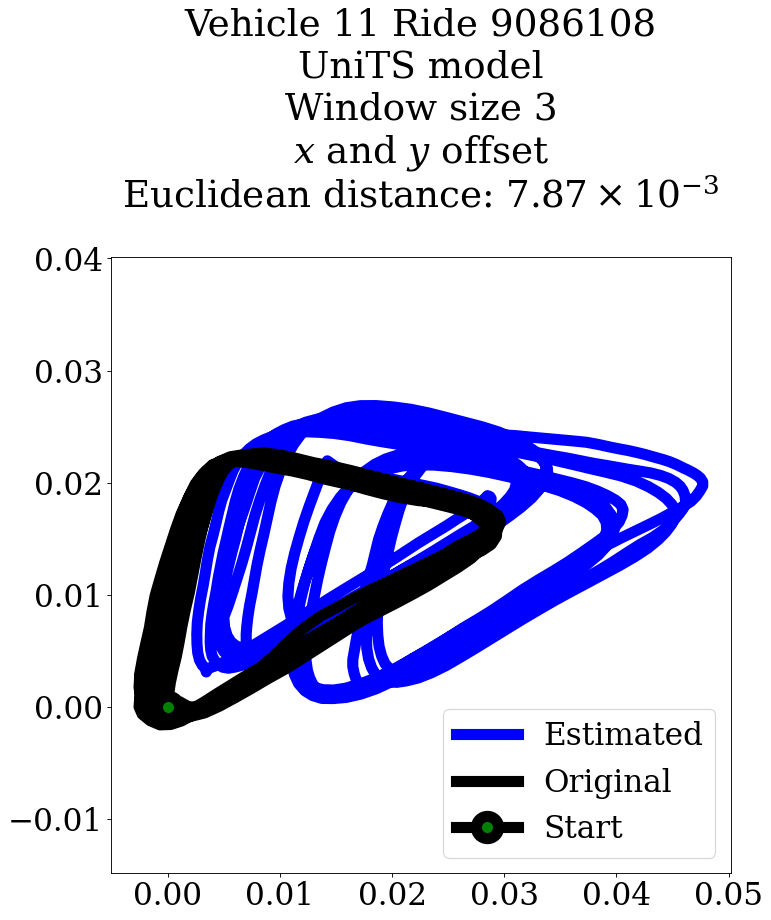 Vehicle 11 Ride 9086108
UniTS model
Window size 3
x and y offset
Euclidean distance: 7.87 × 10⁻³
0.04
0.03
0.02
0.01
0.00
−0.01
Estimated
Original
Start
0.00 0.01 0.02 0.03 0.04 0.05